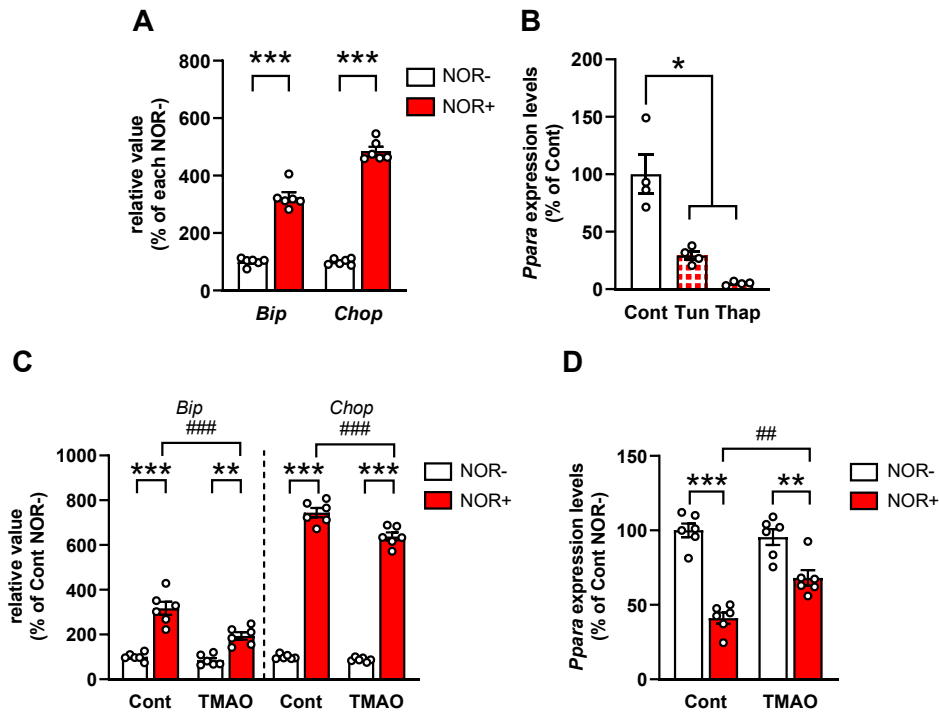 A
relative value
(% of each NOR-)
800
600
400
200
0
***
***
Bip
Chop
NOR-
NOR+
B
Ppara expression levels
(% of Cont)
200
150
100
50
0
*
Cont Tun Thap
C
relative value
(% of Cont NOR-)
1000
800
600
400
200
0
Bip
###
Chop
###
***
**
***
***
Cont
TMAO
Cont
TMAO
NOR-
NOR+
D
Ppara expression levels
(% of Cont NOR-)
150
100
50
0
##
***
**
Cont
TMAO
NOR-
NOR+